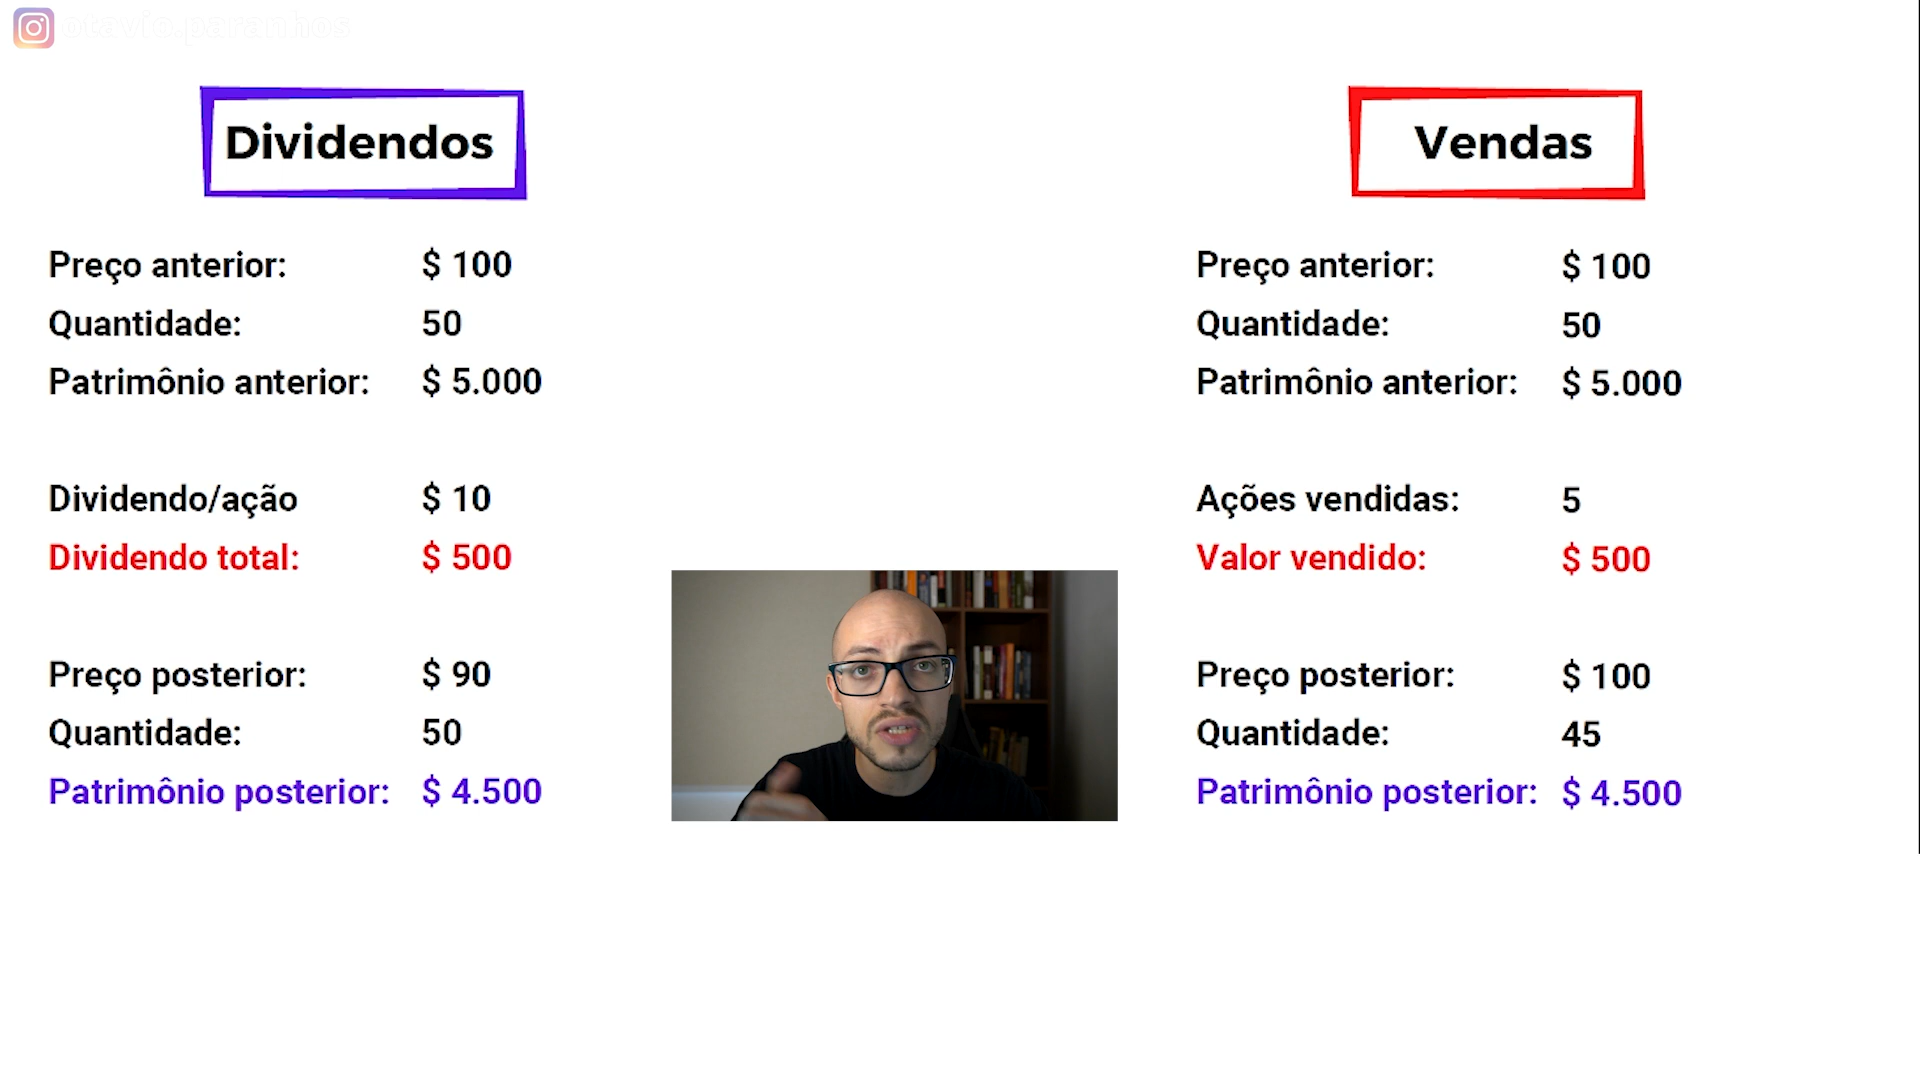 otavio.paranhos
Dividendos
Preço anterior: $ 100
Quantidade: 50
Patrimônio anterior: $ 5.000
Dividendo/ação $ 10
Dividendo total: $ 500
Preço posterior: $ 90
Quantidade: 50
Patrimônio posterior: $ 4.500
Vendas
Preço anterior: $ 100
Quantidade: 50
Patrimônio anterior: $ 5.000
Ações vendidas: 5
Valor vendido: $ 500
Preço posterior: $ 100
Quantidade: 45
Patrimônio posterior: $ 4.500